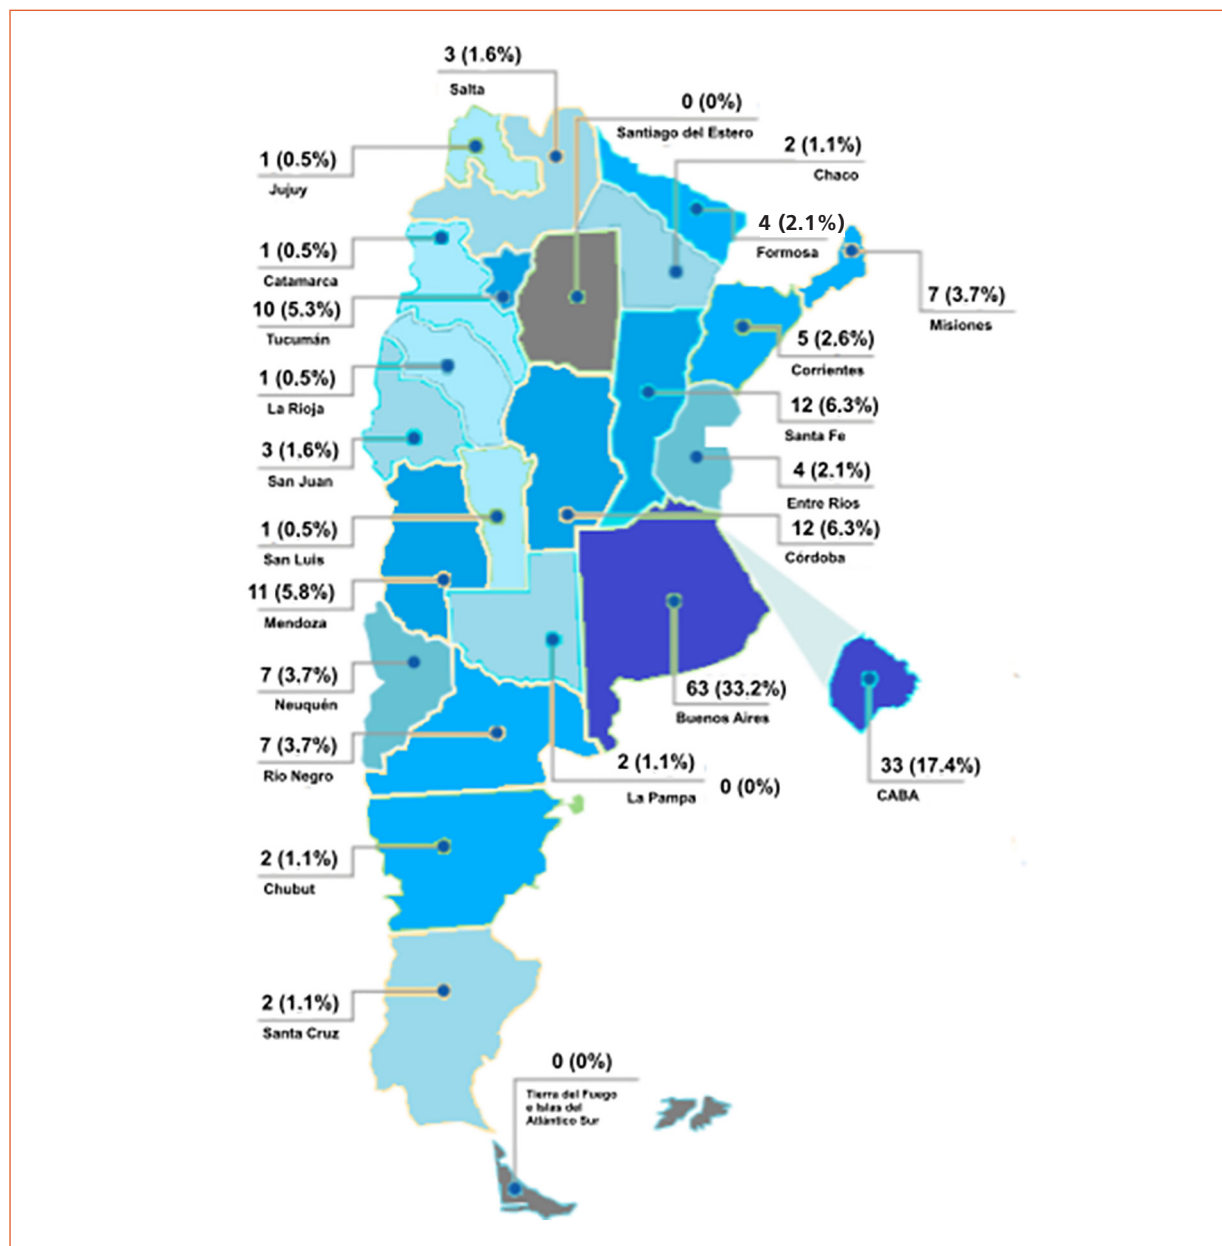 3 (1.6%)
Salta
0 (0%)
Santiago del Estero
2 (1.1%)
Chaco
1 (0.5%)
Jujuy
4 (2.1%)
Formosa
1 (0.5%)
Catamarca
7 (3.7%)
Misiones
10 (5.3%)
Tucumán
5 (2.6%)
Corrientes
1 (0.5%)
La Rioja
12 (6.3%)
Santa Fe
3 (1.6%)
San Juan
4 (2.1%)
Entre Ríos
1 (0.5%)
San Luis
12 (6.3%)
Córdoba
11 (5.8%)
Mendoza
7 (3.7%)
Neuquén
63 (33.2%)
Buenos Aires
7 (3.7%)
Río Negro
2 (1.1%)
La Pampa
0 (0%)
33 (17.4%)
CABA
2 (1.1%)
Chubut
2 (1.1%)
Santa Cruz
0 (0%)
Tierra del Fuego
e Islas del
Atlántico Sur